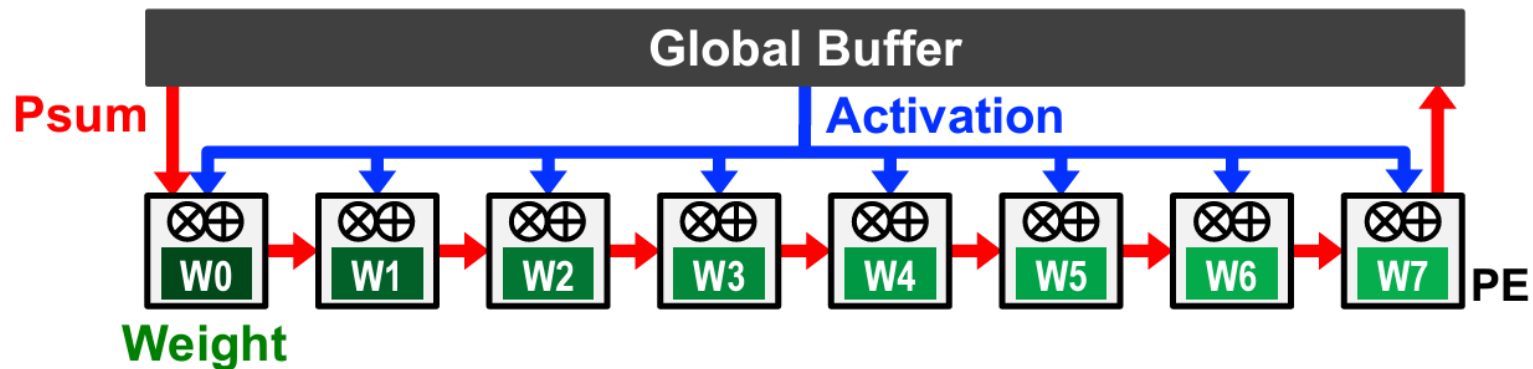 Global Buffer
Psum
Activation
W0 W1 W2 W3 W4 W5 W6 W7
PE
Weight